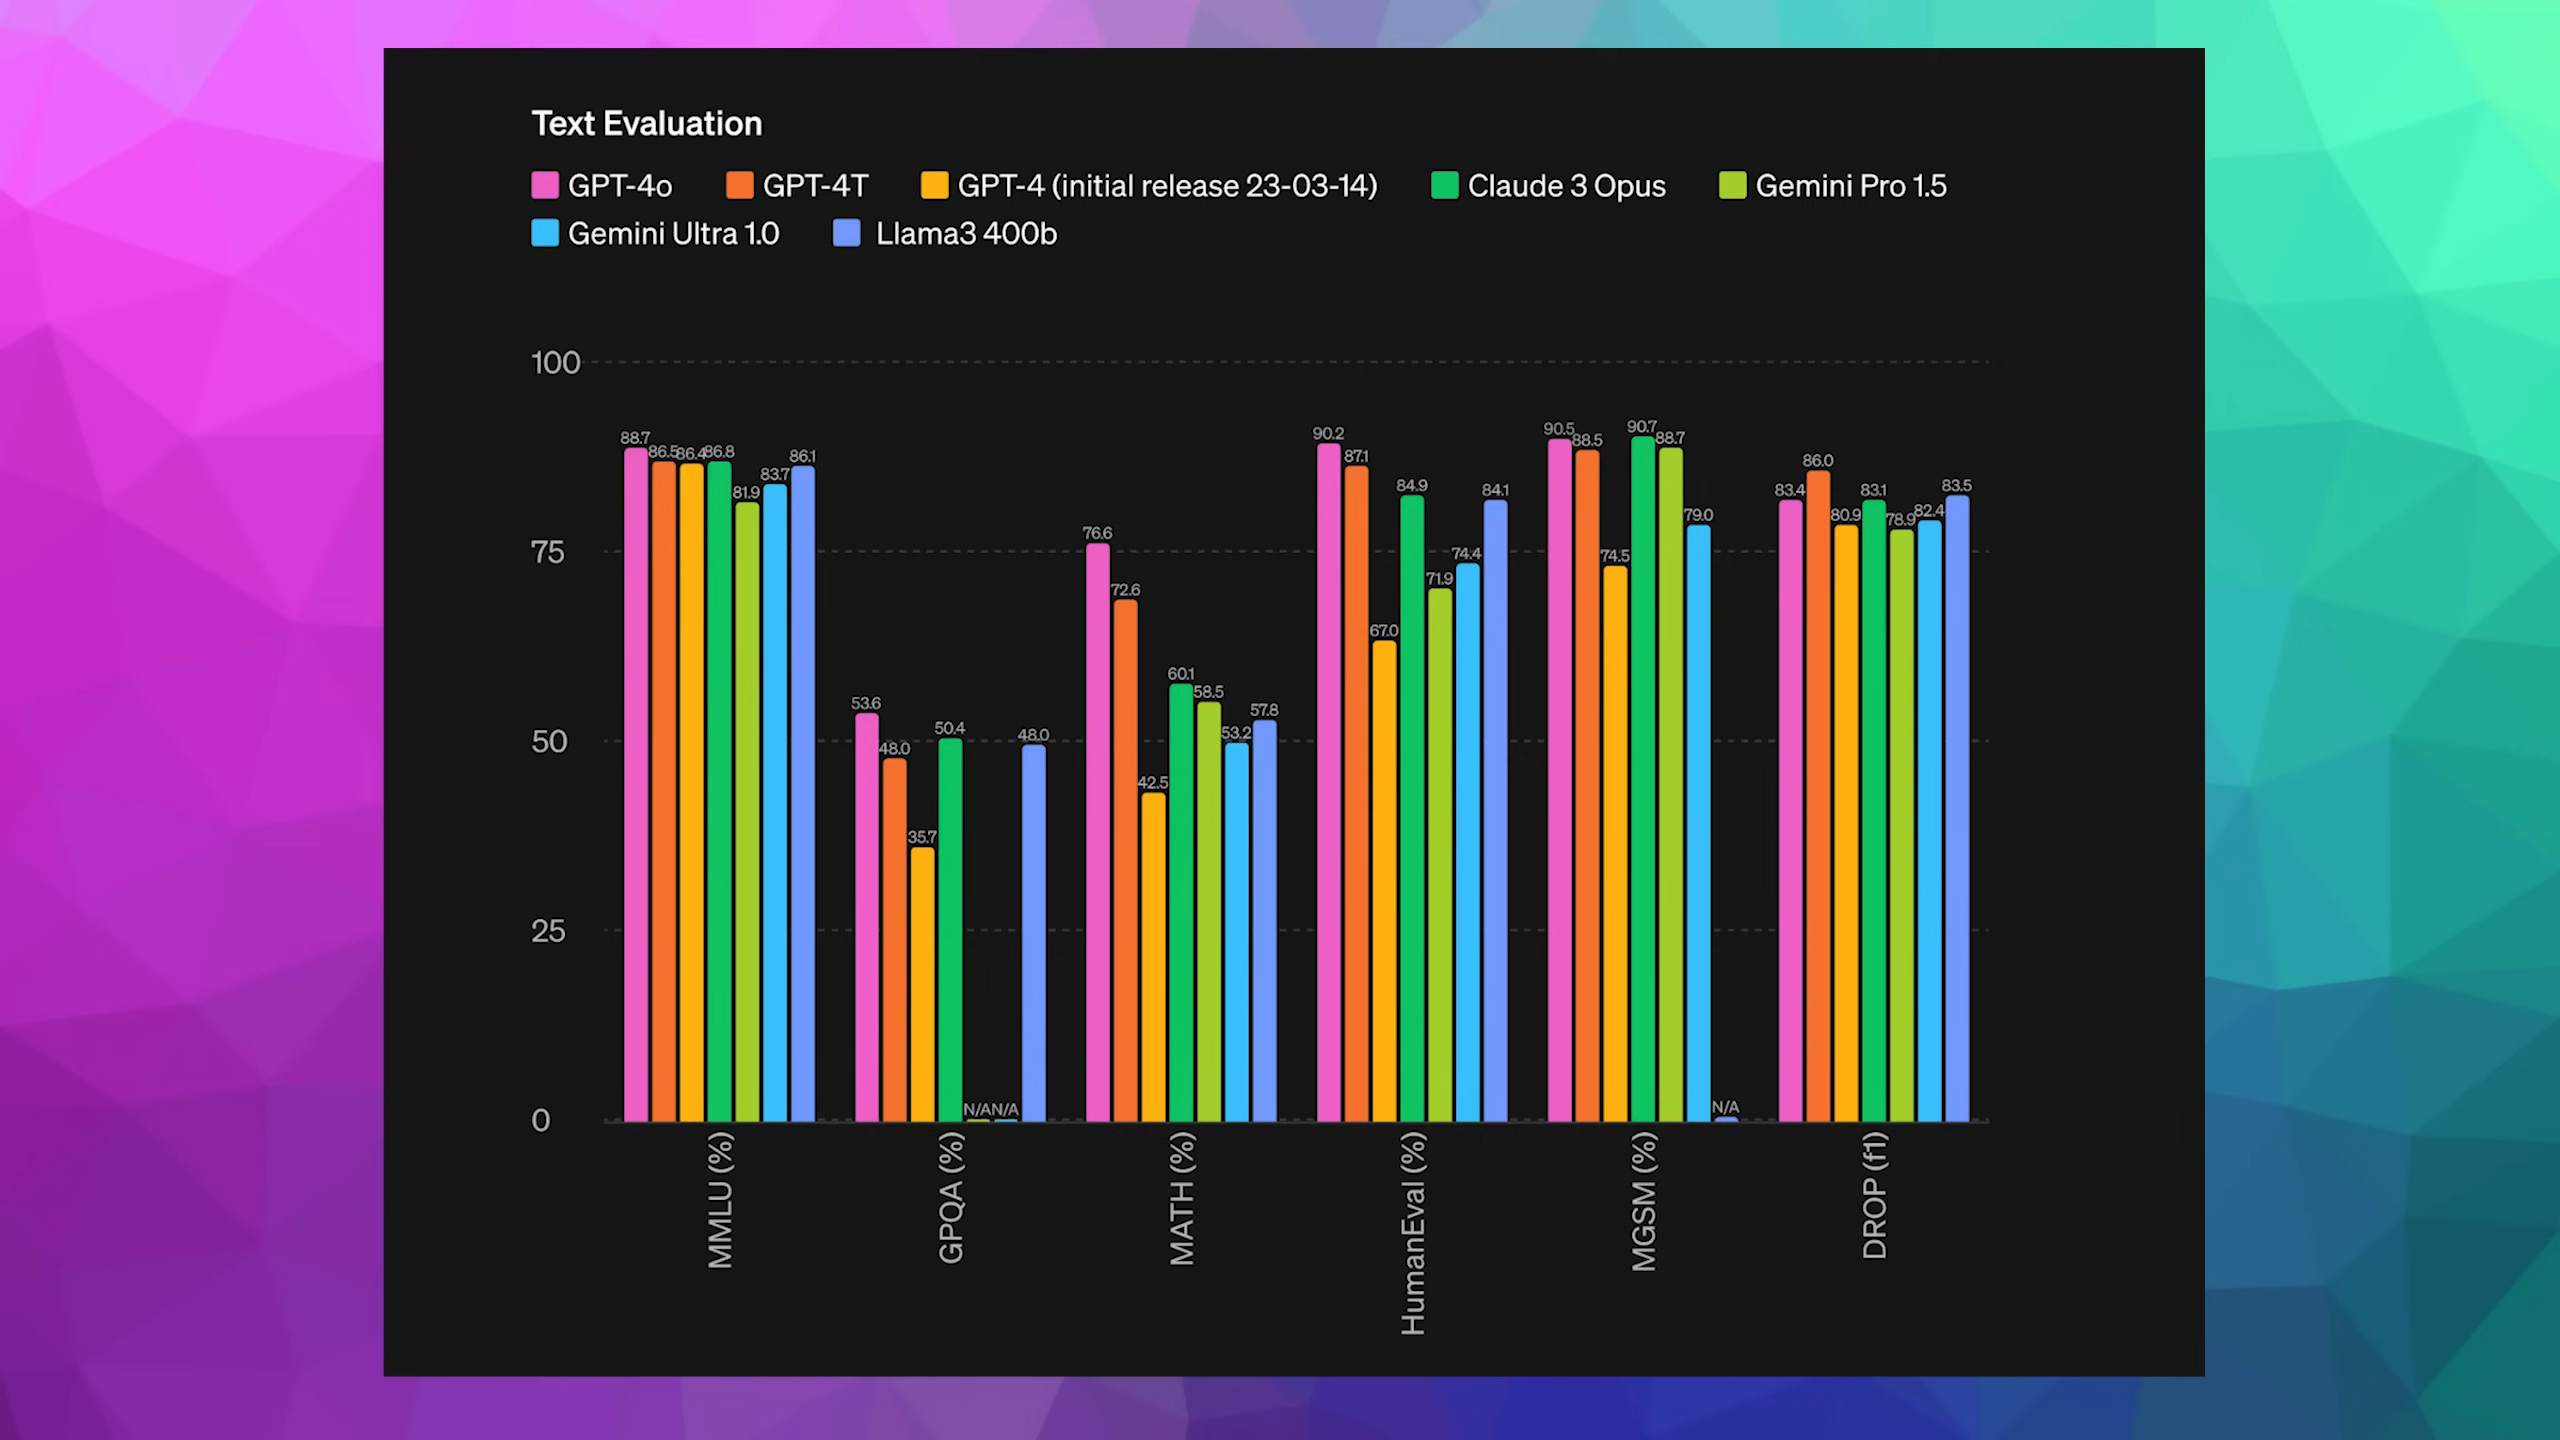 Text Evaluation
GPT-4o GPT-4T GPT-4 (initial release 23-03-14) Claude 3 Opus Gemini Pro 1.5
Gemini Ultra 1.0 Llama3 400b
100
75
50
25
0
88.7 86.5 86.4 86.8 81.9 83.7 86.1
53.6 48.0 35.7 50.4 N/A N/A 48.0
76.6 72.6 42.5 60.1 58.5 53.2 57.8
90.2 87.1 67.0 84.9 71.9 74.4 84.1
90.5 88.5 74.5 90.7 88.7 79.0 N/A
83.4 86.0 80.9 83.1 78.9 82.4 83.5
MMLU (%)
GPQA (%)
MATH (%)
HumanEval (%)
MGSM (%)
DROP (f1)